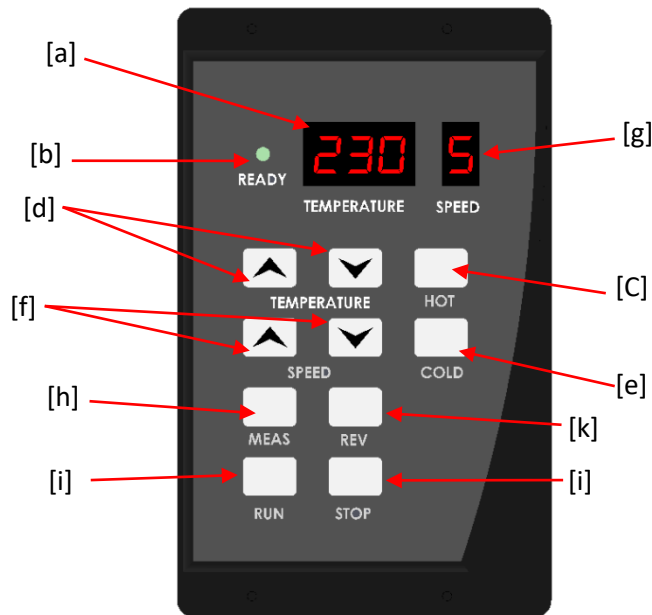 [a]
[b]
230 5
[g]
READY
TEMPERATURE SPEED
[d]
TEMPERATURE
HOT
[C]
[f]
SPEED
COLD
[e]
[h]
MEAS
REV
[k]
[i]
RUN
STOP
[i]